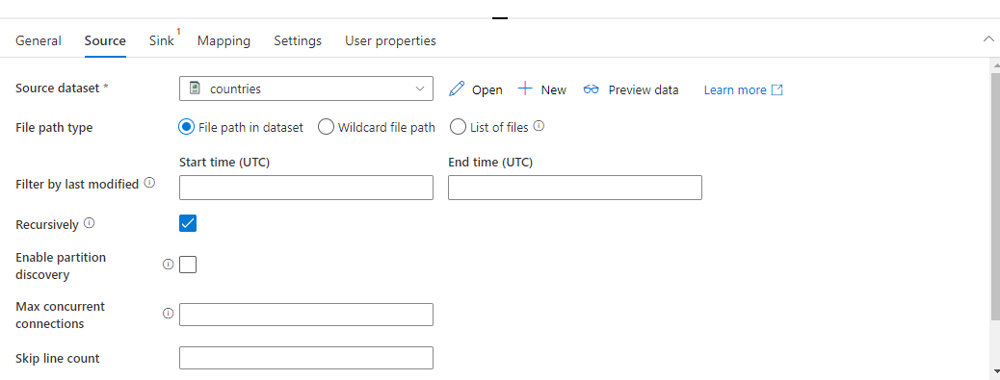 General Source Sink 1 Mapping Settings User properties
Source dataset * countries Open New Preview data Learn more
File path type File path in dataset Wildcard file path List of files
Start time (UTC) End time (UTC)
Filter by last modified
Recursively
Enable partition
discovery
Max concurrent
connections
Skip line count